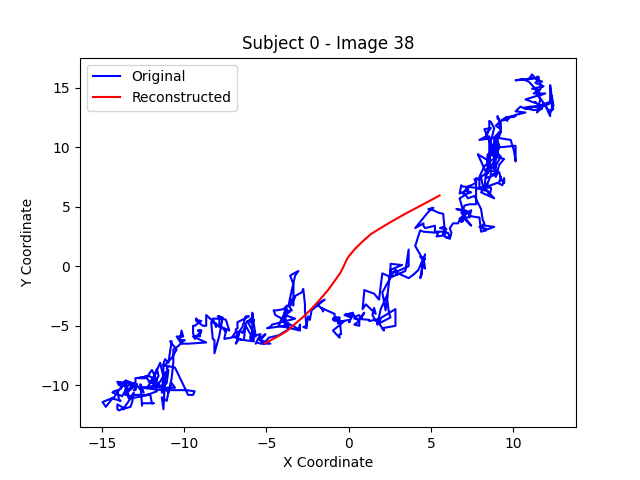 Subject 0 - Image 38
Original
Reconstructed
Y Coordinate
15
10
5
0
−5
−10
−15
−10
−5
0
5
10
X Coordinate